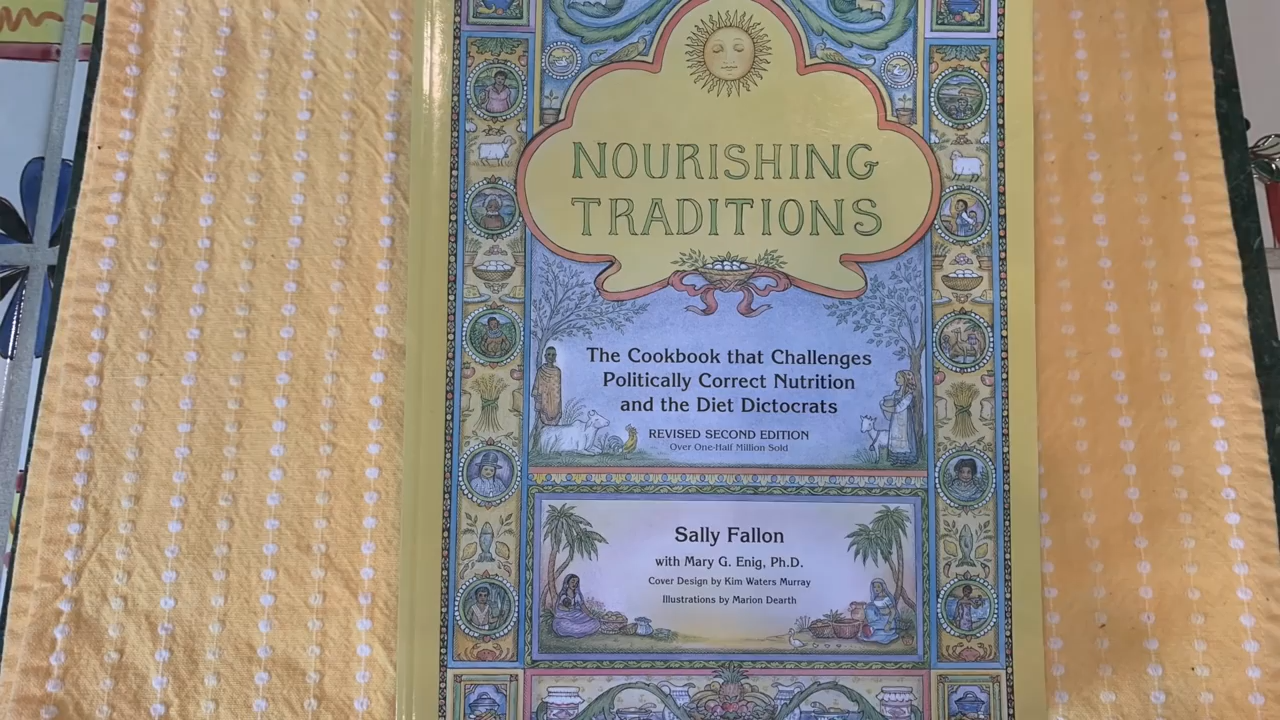 NOURISHING
TRADITIONS
The Cookbook that Challenges
Politically Correct Nutrition
and the Diet Dictocrats
REVISED SECOND EDITION
Over One-Half Million Sold
Sally Fallon
with Mary G. Enig, Ph.D.
Cover Design by Kim Waters Murray
Illustrations by Marion Dearth